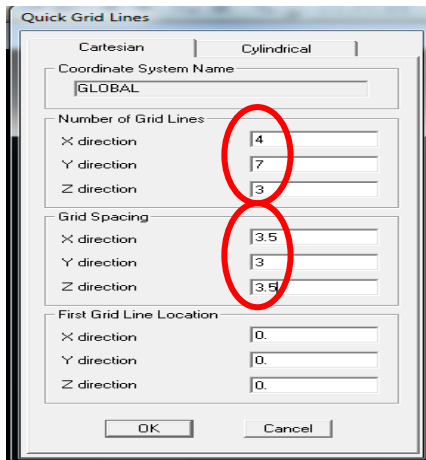 Quick Grid Lines
Cartesian Cylindrical
Coordinate System Name
GLOBAL
Number of Grid Lines
X direction 4
Y direction 7
Z direction 3
Grid Spacing
X direction 3.5
Y direction 3
Z direction 3.5
First Grid Line Location
X direction 0.
Y direction 0.
Z direction 0.
OK Cancel